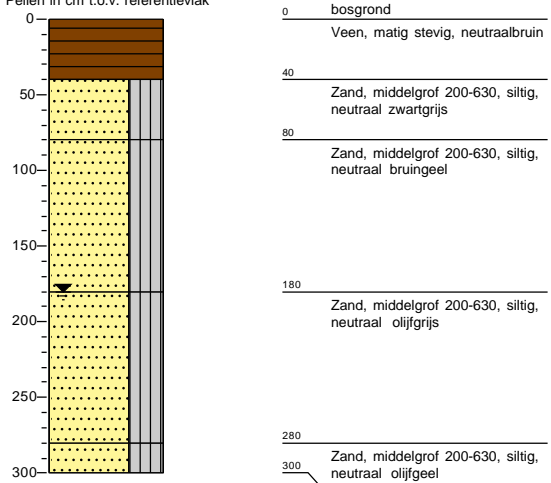 Peilen in cm t.o.v. referentievlak
0
50
100
150
200
250
300
0
bosgrond
Veen, matig stevig, neutraalbruin
40
Zand, middelgrof 200-630, siltig,
neutraal zwartgrijs
80
Zand, middelgrof 200-630, siltig,
neutraal bruingeel
180
Zand, middelgrof 200-630, siltig,
neutraal olijfgrijs
280
Zand, middelgrof 200-630, siltig,
300
neutraal olijfgeel